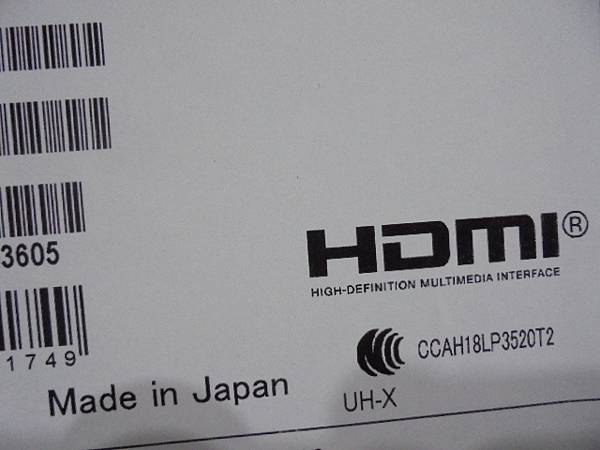 3605
1749
Made in Japan
HDMI®
HIGH-DEFINITION MULTIMEDIA INTERFACE
CCAH18LP3520T2
UH-X